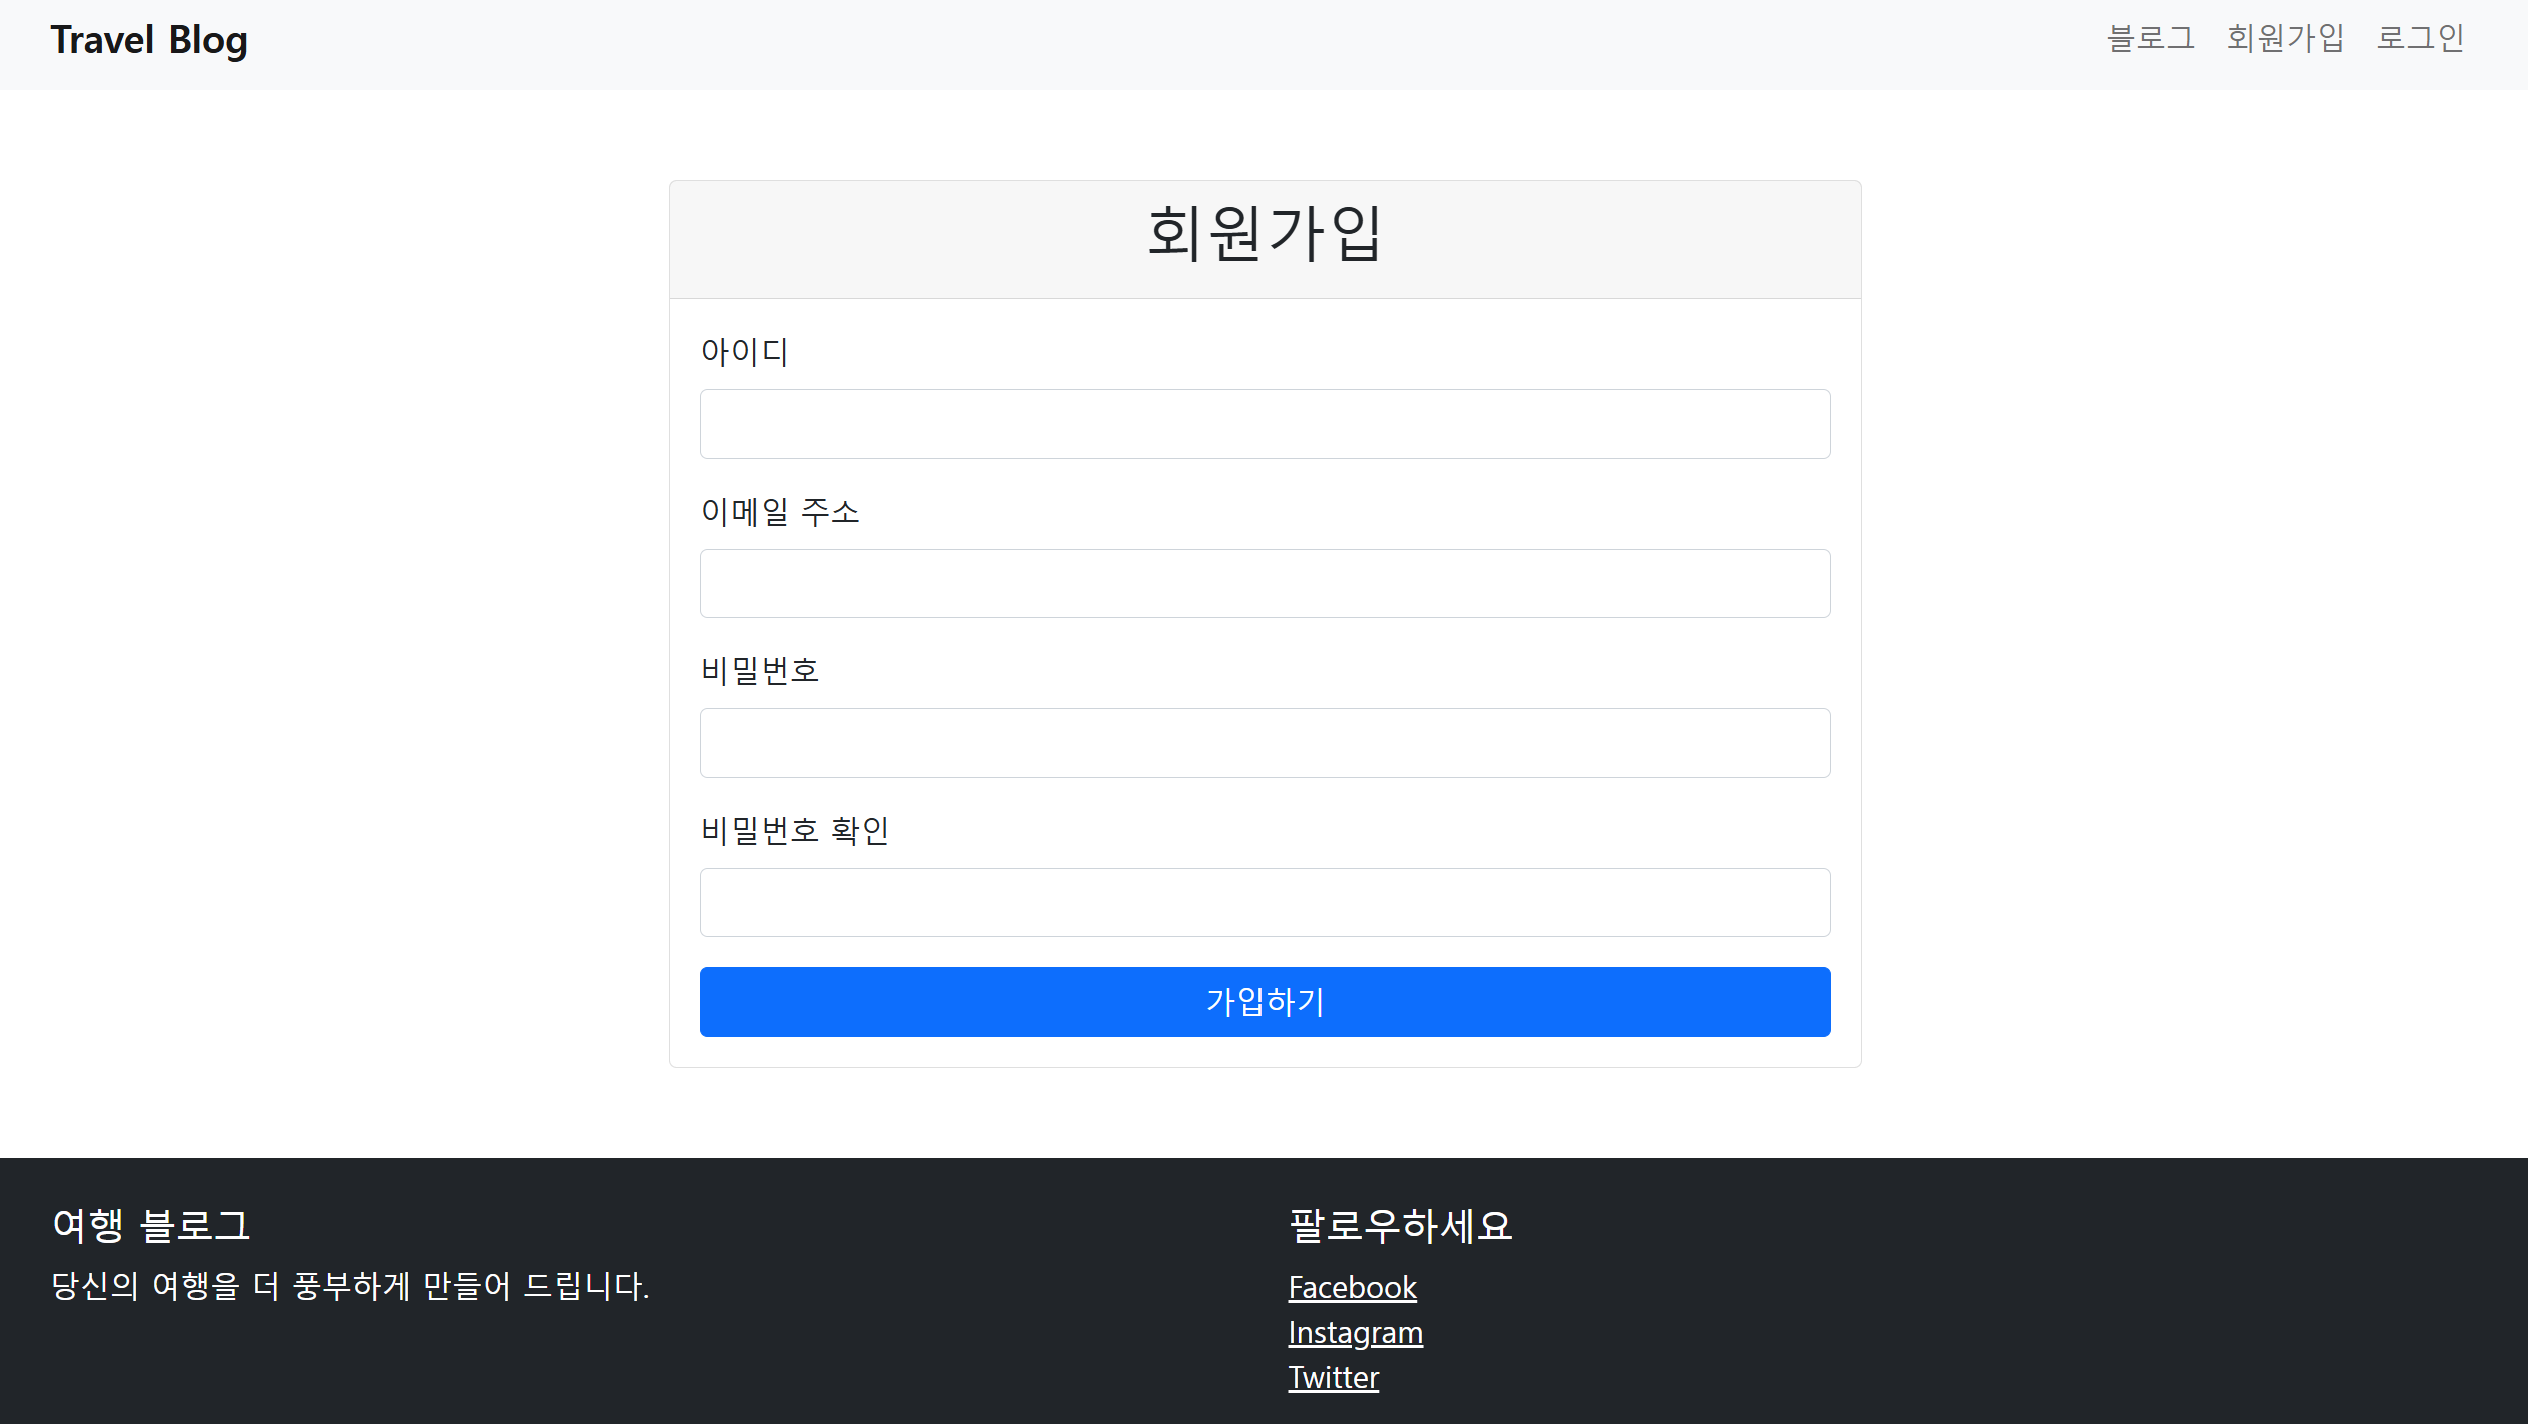 Travel Blog
블로그 회원가입 로그인
회원가입
아이디
이메일 주소
비밀번호
비밀번호 확인
가입하기
여행 블로그
당신의 여행을 더 풍부하게 만들어 드립니다.
팔로우하세요
Facebook
Instagram
Twitter